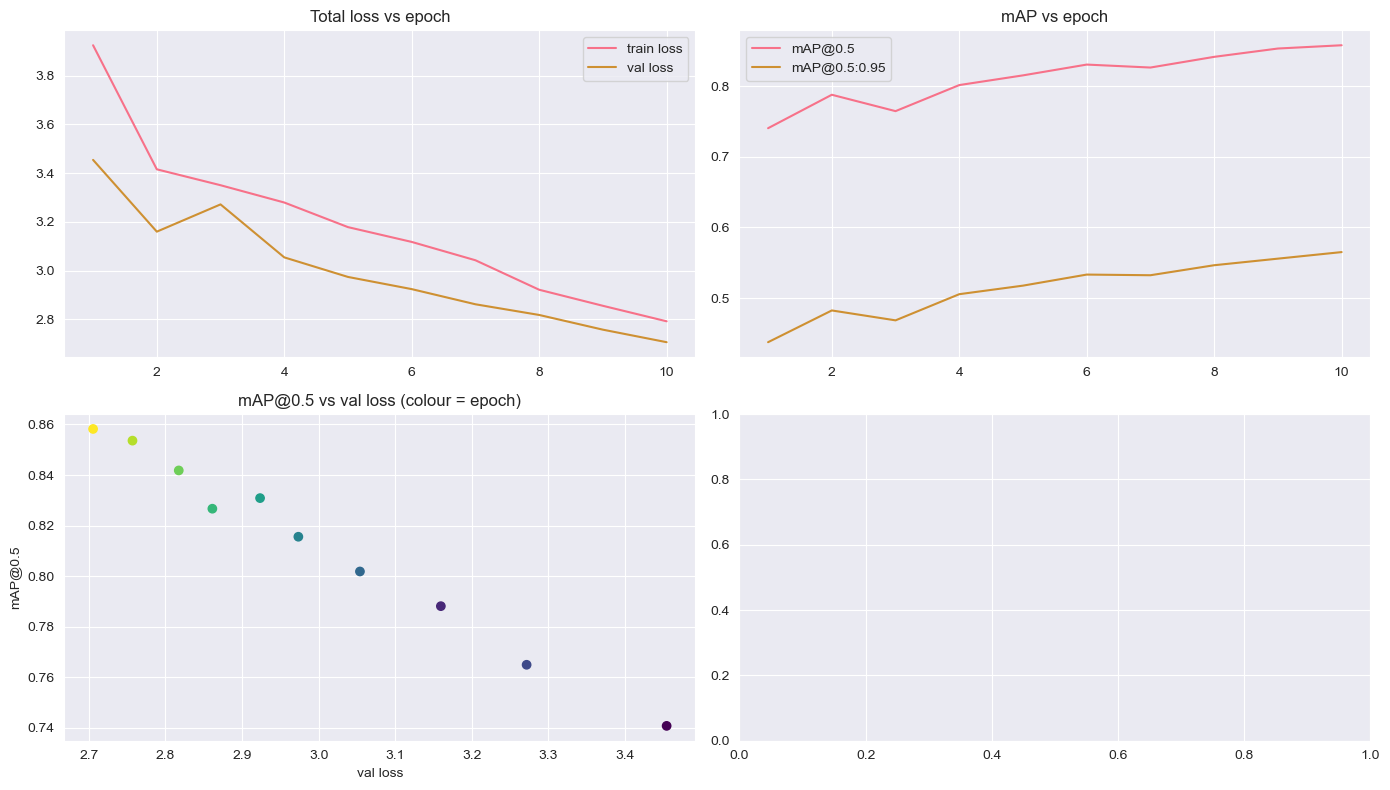 Total loss vs epoch
train loss
val loss
3.8
3.6
3.4
3.2
3.0
2.8
2 4 6 8 10
mAP vs epoch
mAP@0.5
mAP@0.5:0.95
0.8
0.7
0.6
0.5
2 4 6 8 10
mAP@0.5 vs val loss (colour = epoch)
mAP@0.5
0.86
0.84
0.82
0.80
0.78
0.76
0.74
2.7 2.8 2.9 3.0 3.1 3.2 3.3 3.4
val loss
1.0
0.8
0.6
0.4
0.2
0.0
0.0 0.2 0.4 0.6 0.8 1.0